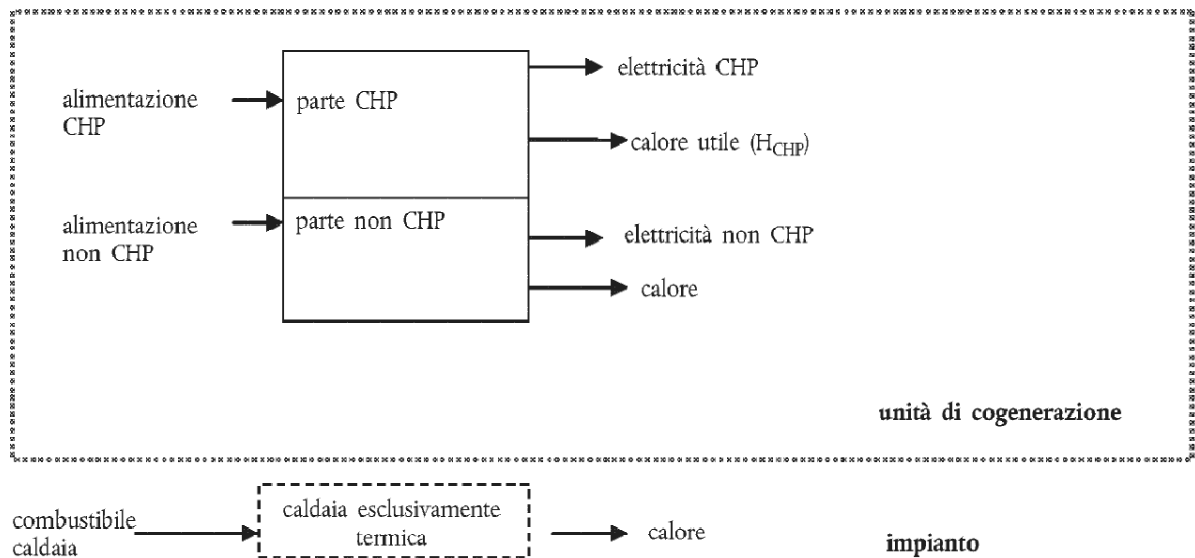 elettricità CHP
alimentazione
CHP
parte CHP
calore utile (HCHP)
alimentazione
non CHP
parte non CHP
elettricità non CHP
calore
unità di cogenerazione
combustibile
caldaia
caldaia esclusivamente
termica
calore
impianto